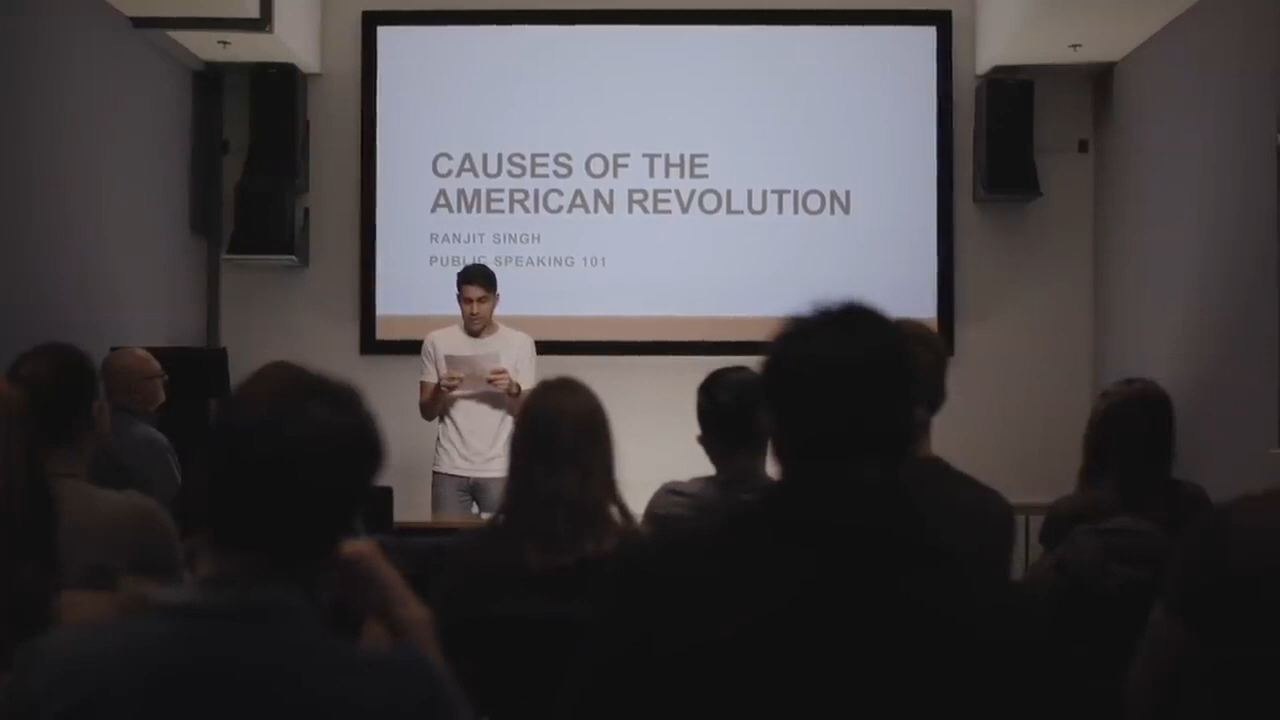 CAUSES OF THE
AMERICAN REVOLUTION
RANJIT SINGH
PUBLIC SPEAKING 101